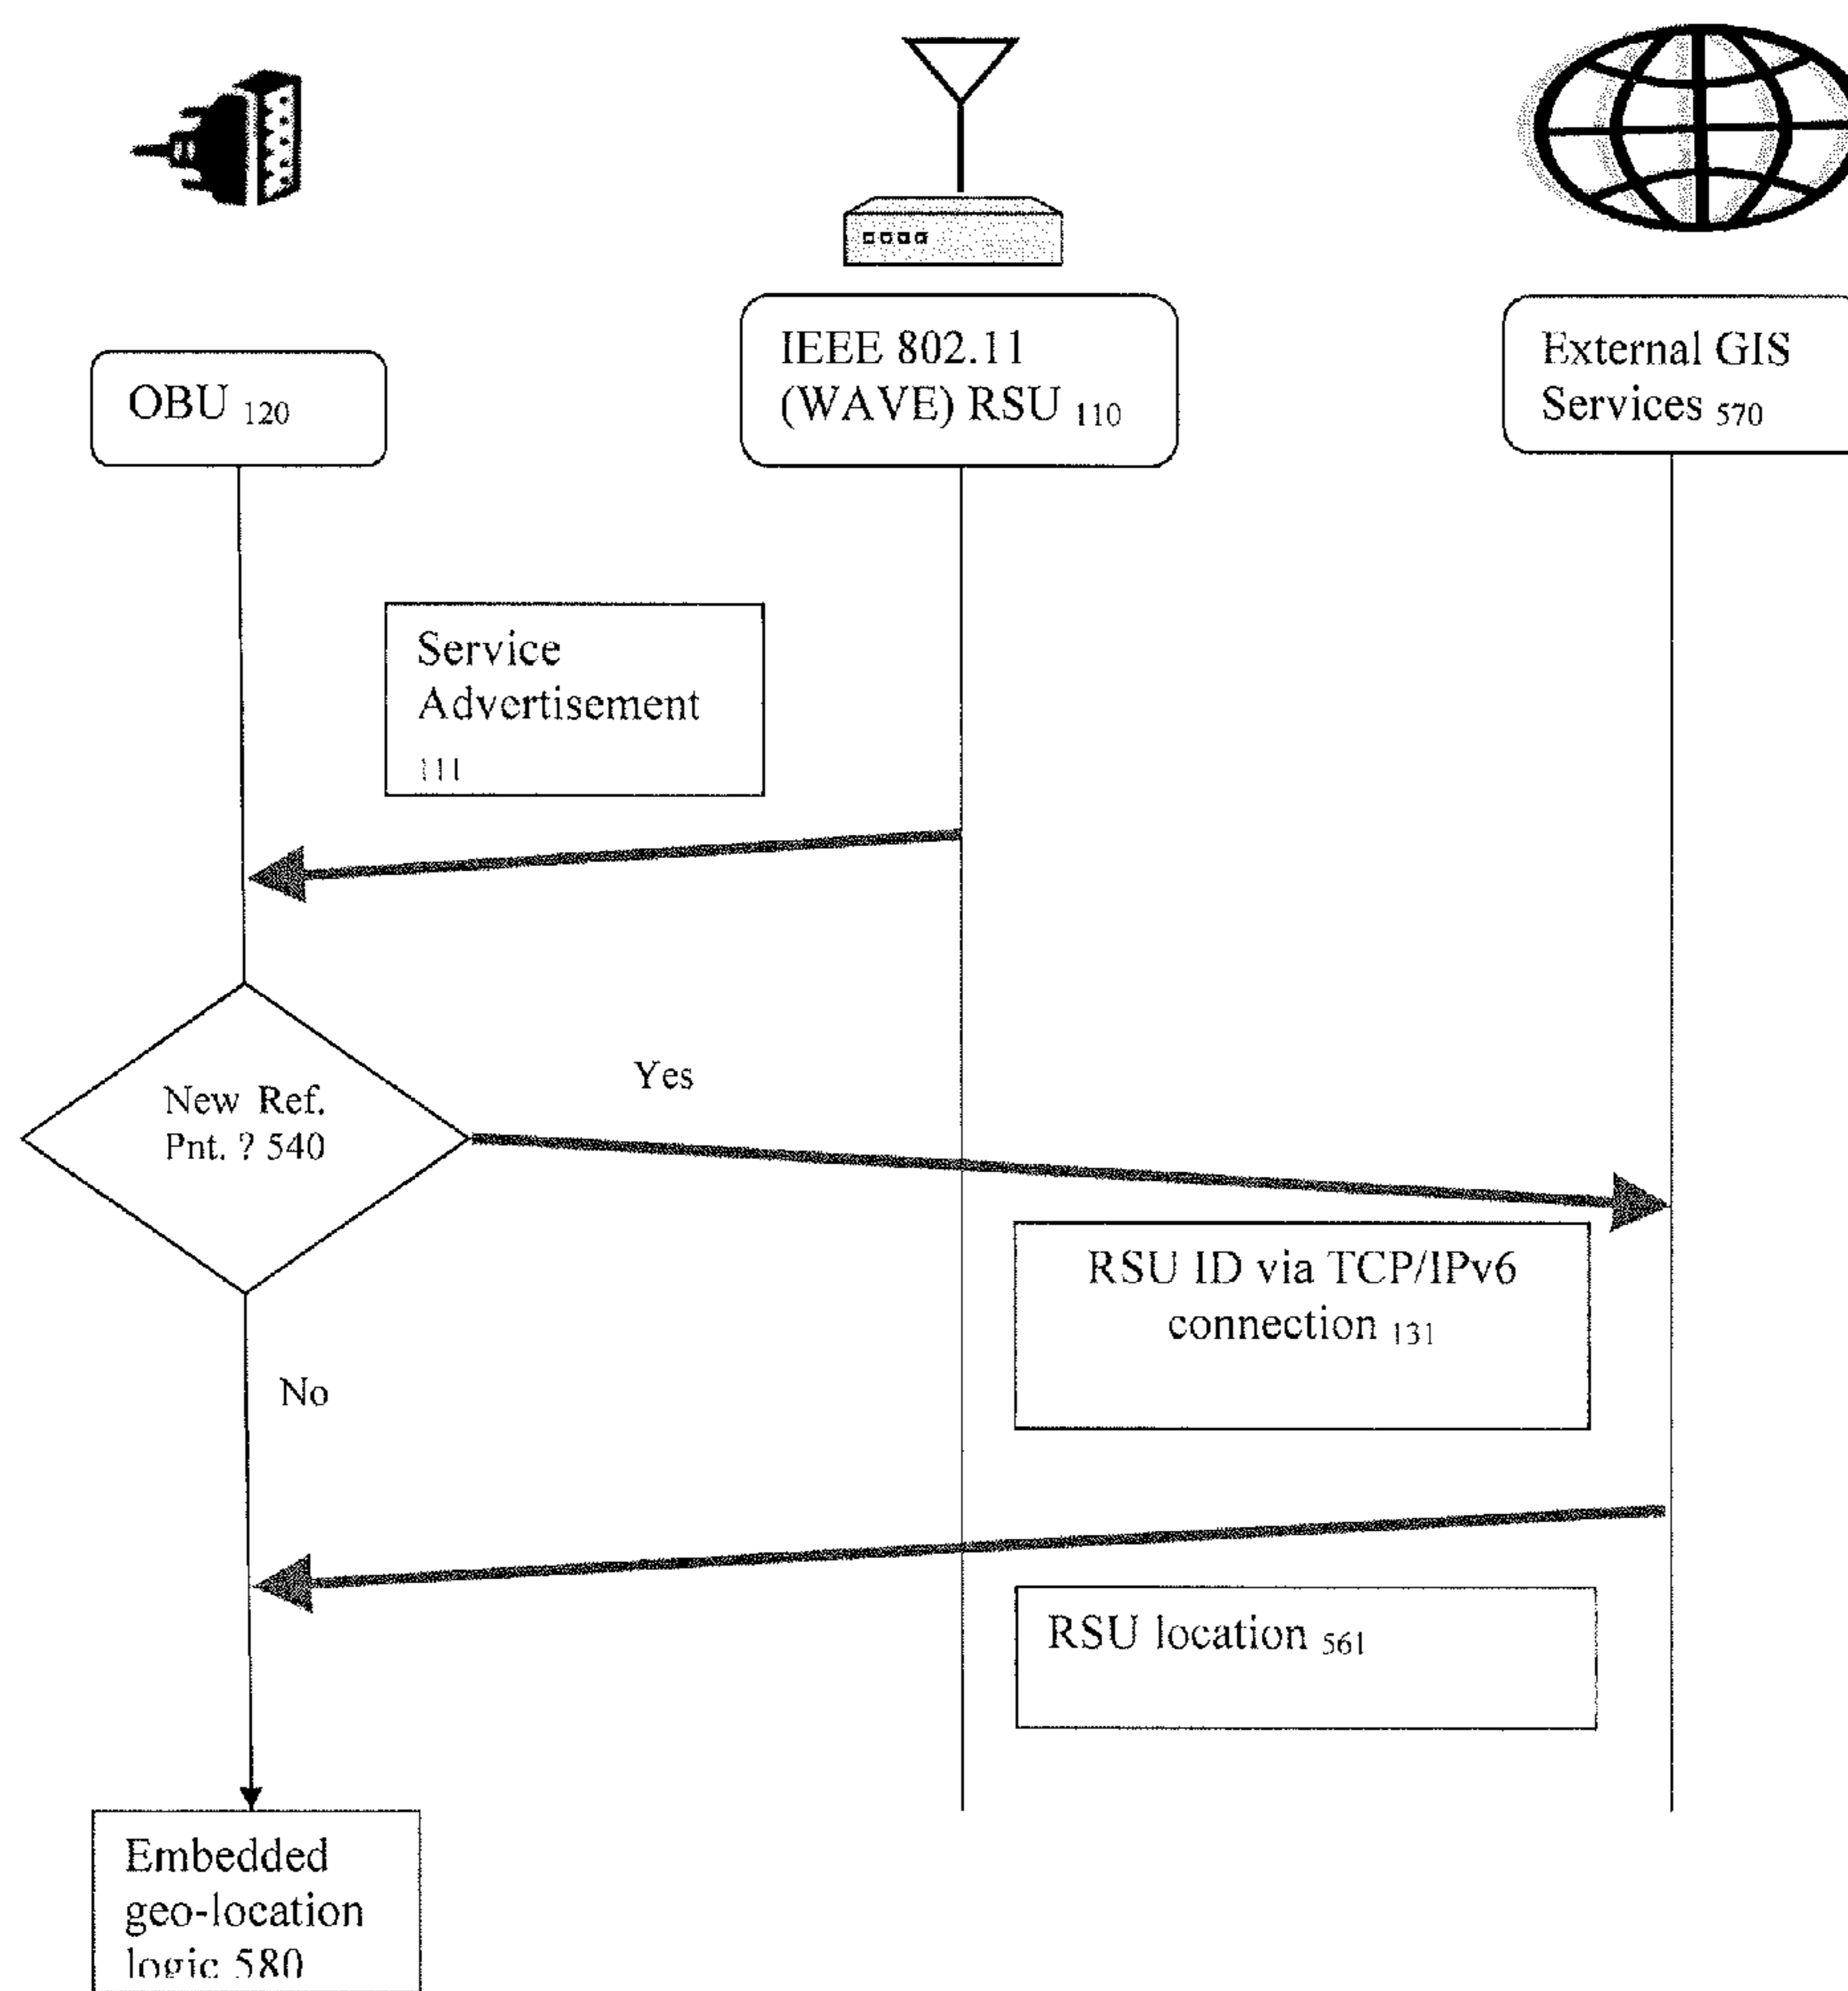 OBU 120
IEEE 802.11
(WAVE) RSU 110
External GIS
Services 570
Service
Advertisement
111
New Ref.
Pnt. ? 540
Yes
RSU ID via TCP/IPv6
connection 131
No
RSU location 561
Embedded
geo-location
logic 580